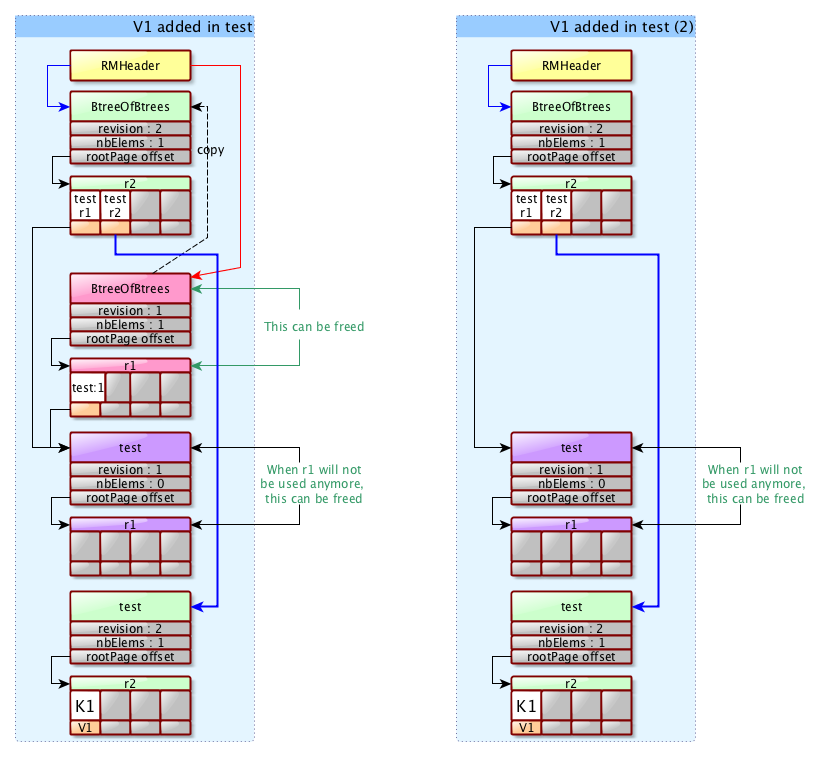 V1 added in test
RMHeader
BtreeOfBtrees
revision : 2
nbElems : 1
copy
rootPage offset
r2
test test
r1 r2
BtreeOfBtrees
revision : 1
nbElems : 1
This can be freed
rootPage offset
r1
test:1
test
revision : 1
nbElems : 0
rootPage offset
When r1 will not
be used anymore,
this can be freed
r1
test
revision : 2
nbElems : 1
rootPage offset
r2
K1
V1
V1 added in test (2)
RMHeader
BtreeOfBtrees
revision : 2
nbElems : 1
rootPage offset
r2
test test
r1 r2
test
revision : 1
nbElems : 0
rootPage offset
When r1 will not
be used anymore,
this can be freed
r1
test
revision : 2
nbElems : 1
rootPage offset
r2
K1
V1